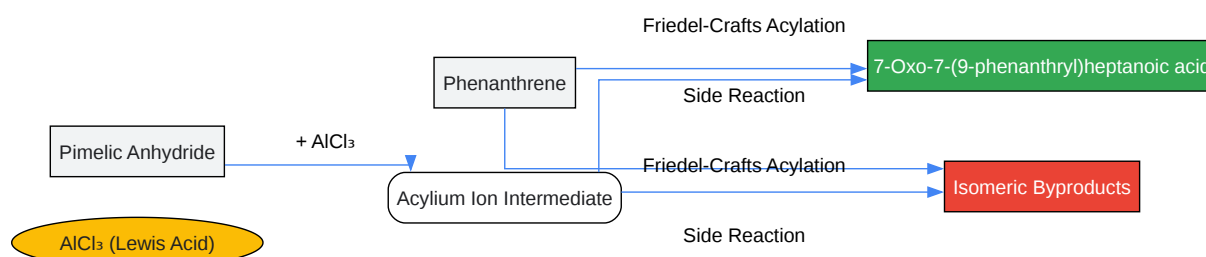 Friedel-Crafts Acylation
7-Oxo-7-(9-phenanthryl)heptanoic acid
Phenanthrene
Side Reaction
+ AlCl₃
Pimelic Anhydride
Friedel-Crafts Acylation
Acylium Ion Intermediate
Isomeric Byproducts
Side Reaction
AlCl₃ (Lewis Acid)